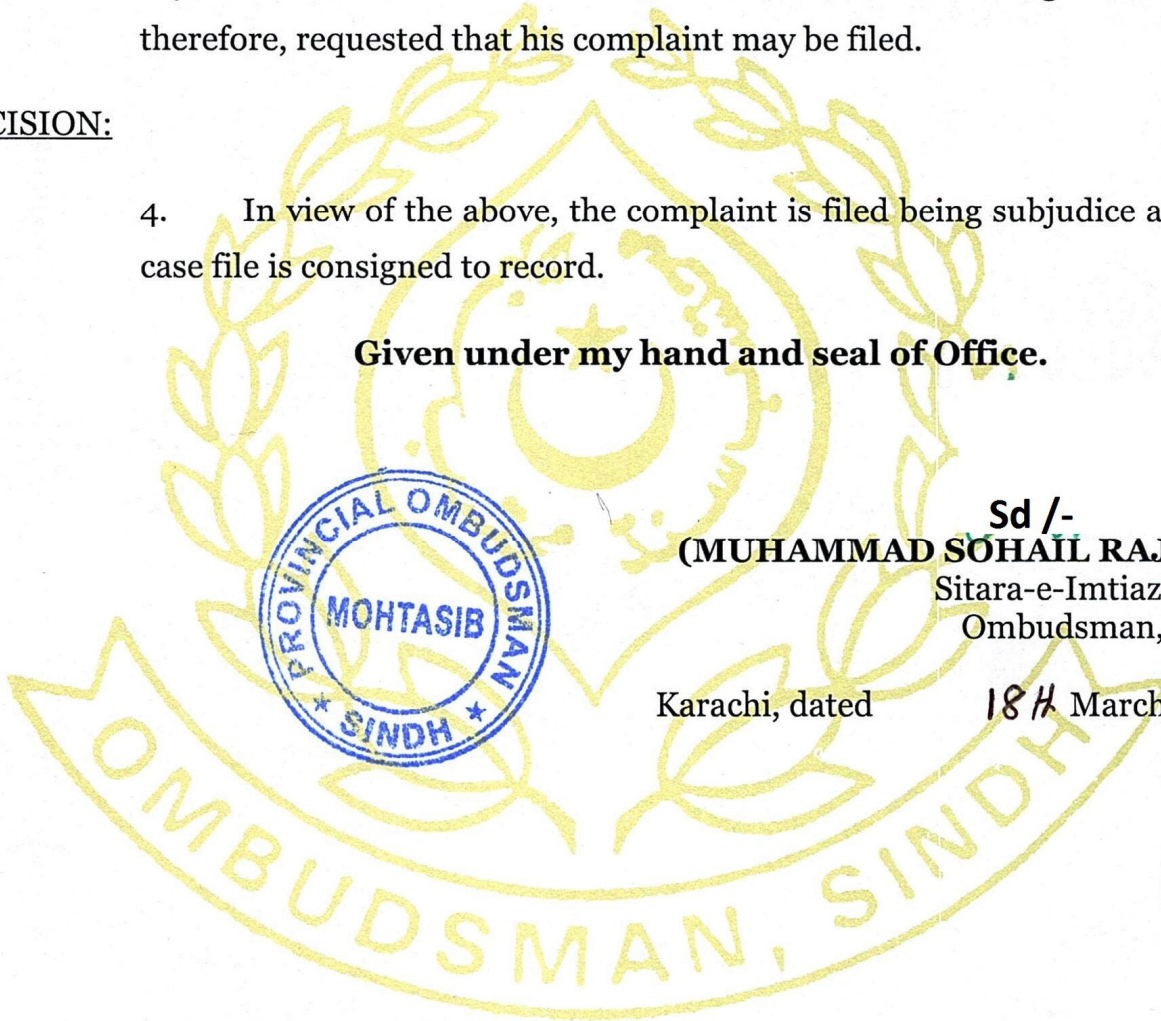 therefore, requested that his complaint may be filed.
CISION:
4. In view of the above, the complaint is filed being subjudice a
case file is consigned to record.
Given under my hand and seal of Office.
PROVINCIAL OMBUDSMAN
MOHTASIB
★ SINDH ★
Sd /-
(MUHAMMAD SOHAIL RAJ
Sitara-e-Imtiaz
Ombudsman,
Karachi, dated 18th March
OMBUDSMAN, SINDH